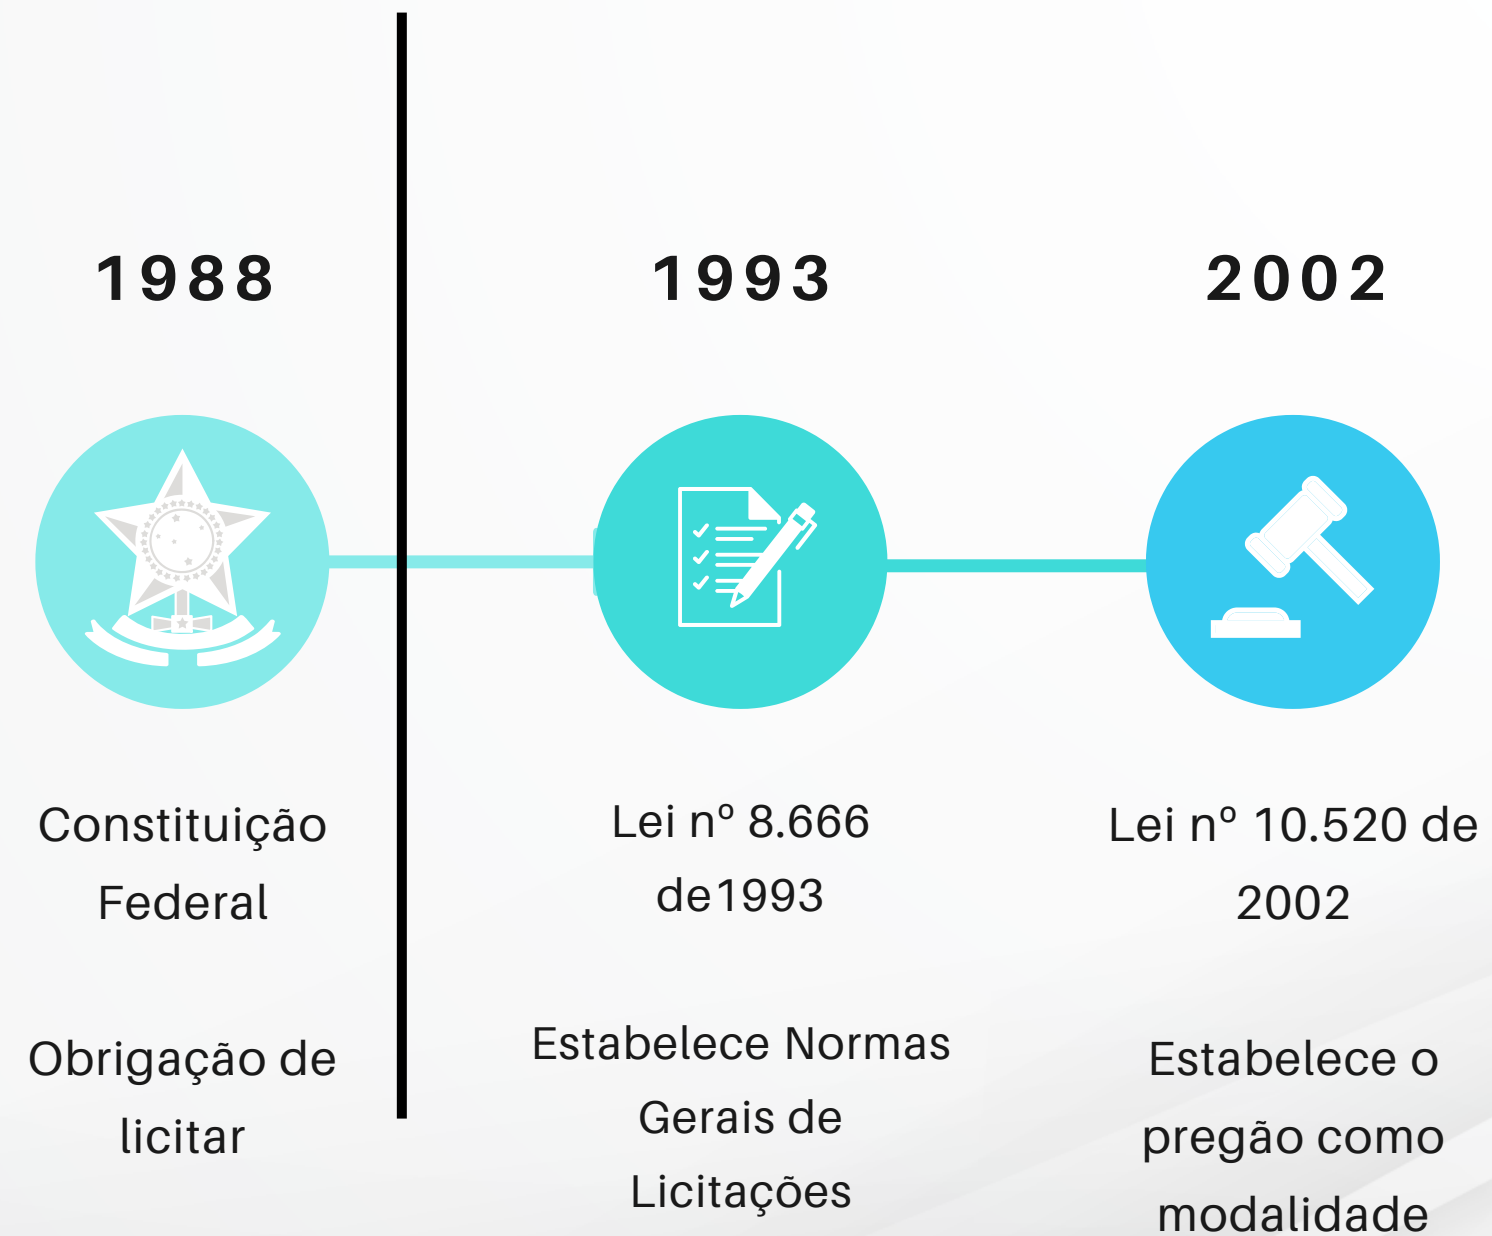 1988
Constituição
Federal
Obrigação de
licitar
1993
Lei nº 8.666
de1993
Estabelece Normas
Gerais de
Licitações
2002
Lei nº 10.520 de
2002
Estabelece o
pregão como
modalidade